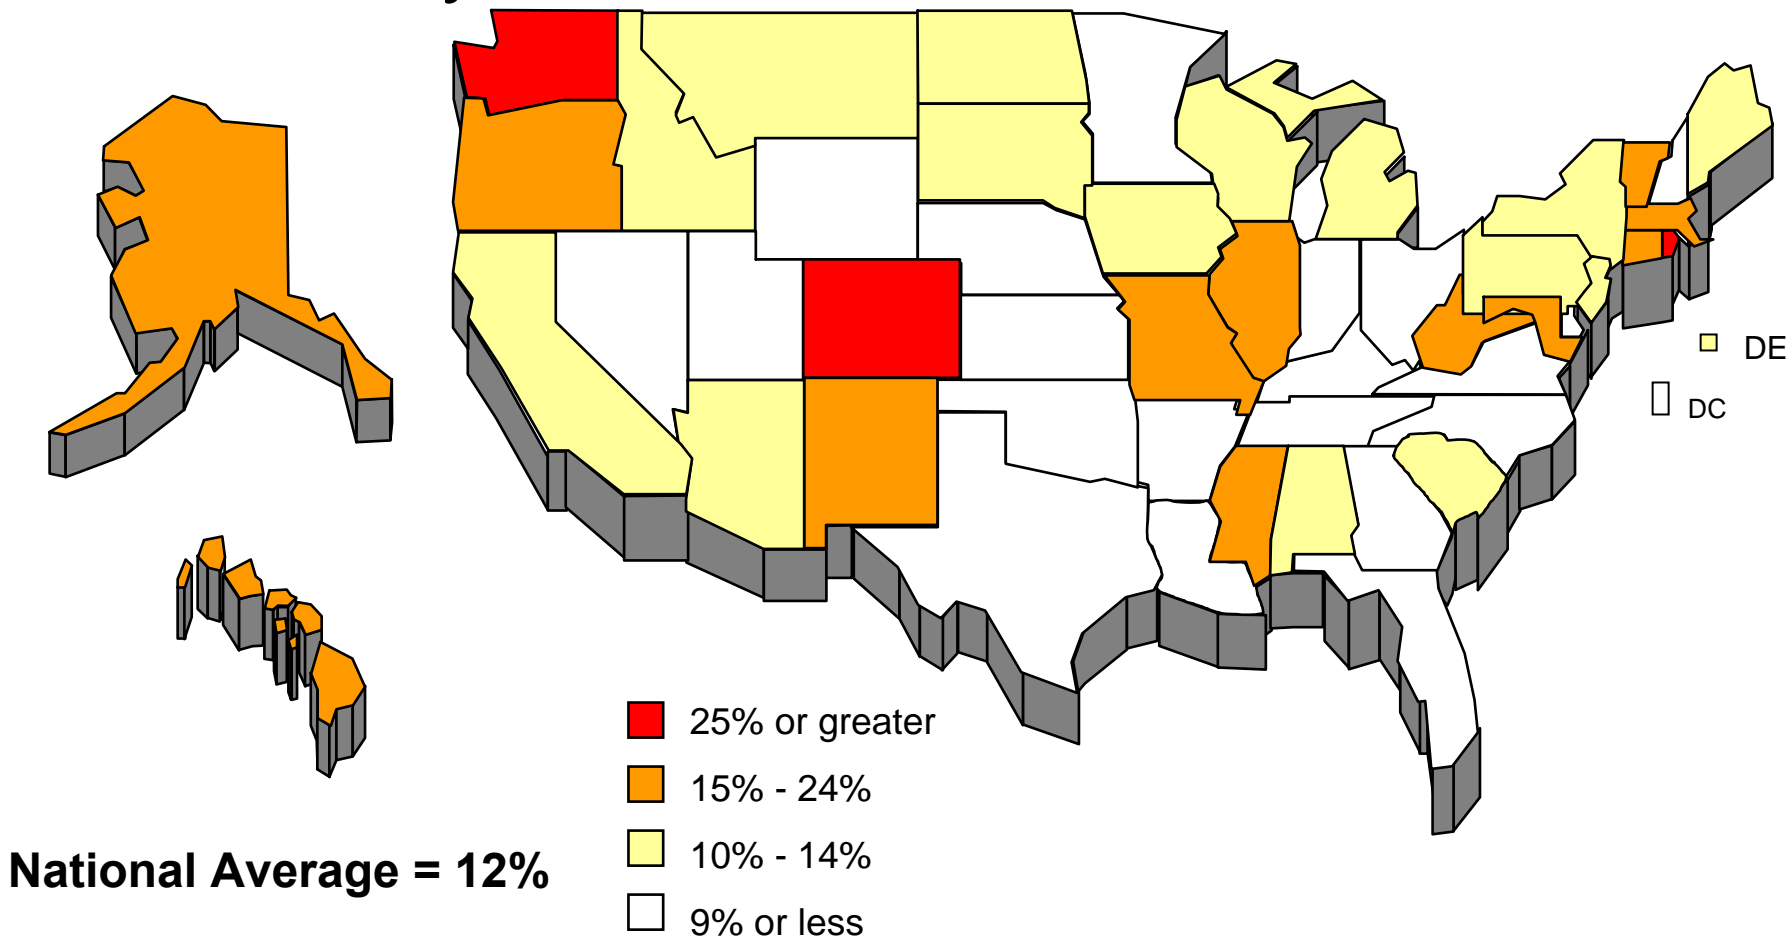 DE
DC
25% or greater
15% - 24%
10% - 14%
9% or less
National Average = 12%